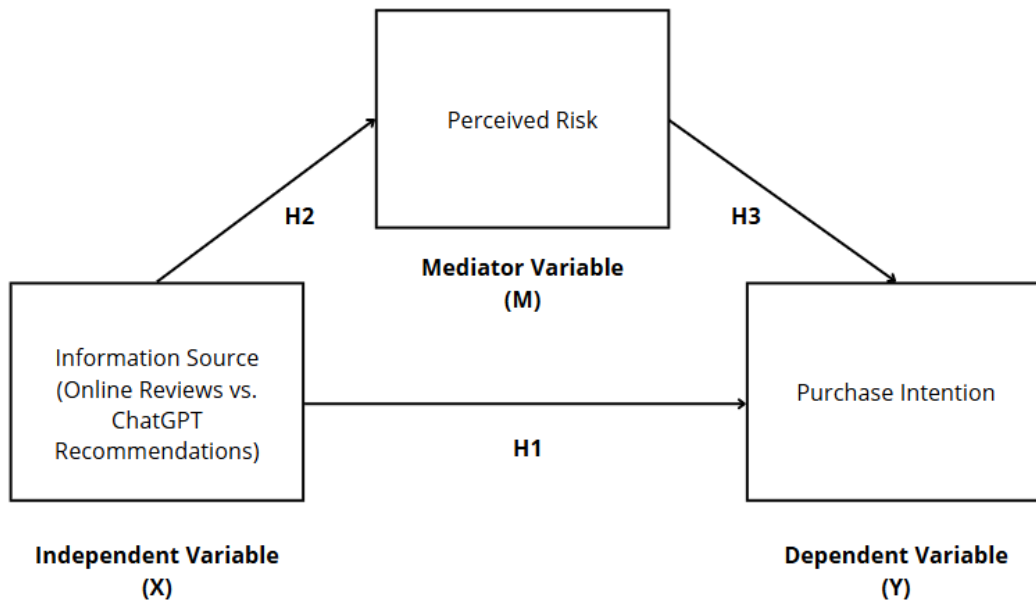 Perceived Risk
H2
H3
Mediator Variable
(M)
Information Source
(Online Reviews vs.
ChatGPT
Recommendations)
Purchase Intention
H1
Independent Variable
(X)
Dependent Variable
(Y)